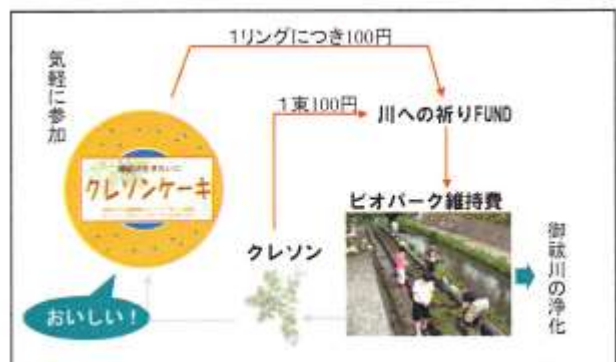 1リングにつき100円
気軽に参加
1束100円
川への祈りFUND
クレソンケーキ
ビオパーク維持費
クレソン
御祓川の浄化
おいしい!